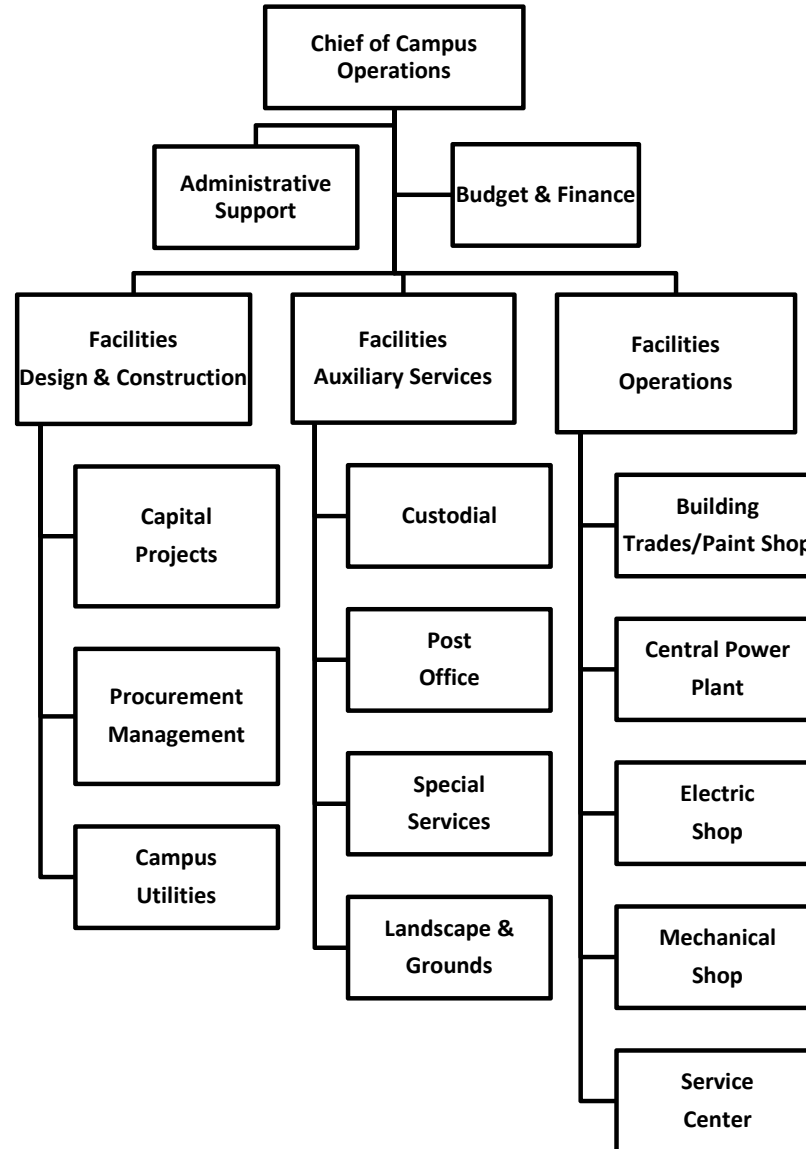 Chief of Campus
Operations
Administrative
Support
Budget & Finance
Facilities
Design & Construction
Facilities
Auxiliary Services
Facilities
Operations
Capital
Projects
Procurement
Management
Campus
Utilities
Custodial
Post
Office
Special
Services
Landscape &
Grounds
Building
Trades/Paint Shop
Central Power
Plant
Electric
Shop
Mechanical
Shop
Service
Center